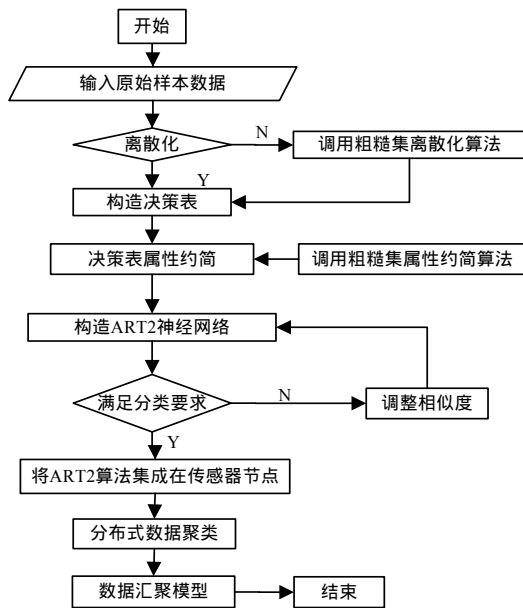 开始
输入原始样本数据
离散化
N
调用粗糙集离散化算法
Y
构造决策表
决策表属性约简
调用粗糙集属性约简算法
构造ART2神经网络
满足分类要求
N
调整相似度
Y
将ART2算法集成在传感器节点
分布式数据聚类
数据汇聚模型
结束